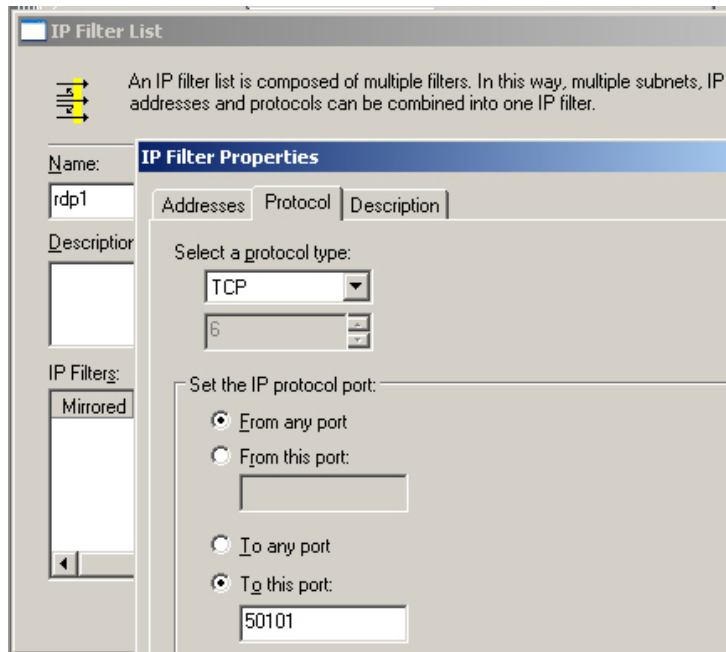 IP Filter List
An IP filter list is composed of multiple filters. In this way, multiple subnets, IP
addresses and protocols can be combined into one IP filter.
Name:
rdp1
Description
IP Filters:
Mirrored
IP Filter Properties
Addresses Protocol Description
Select a protocol type:
TCP
6
Set the IP protocol port:
From any port
From this port:
To any port
To this port:
50101